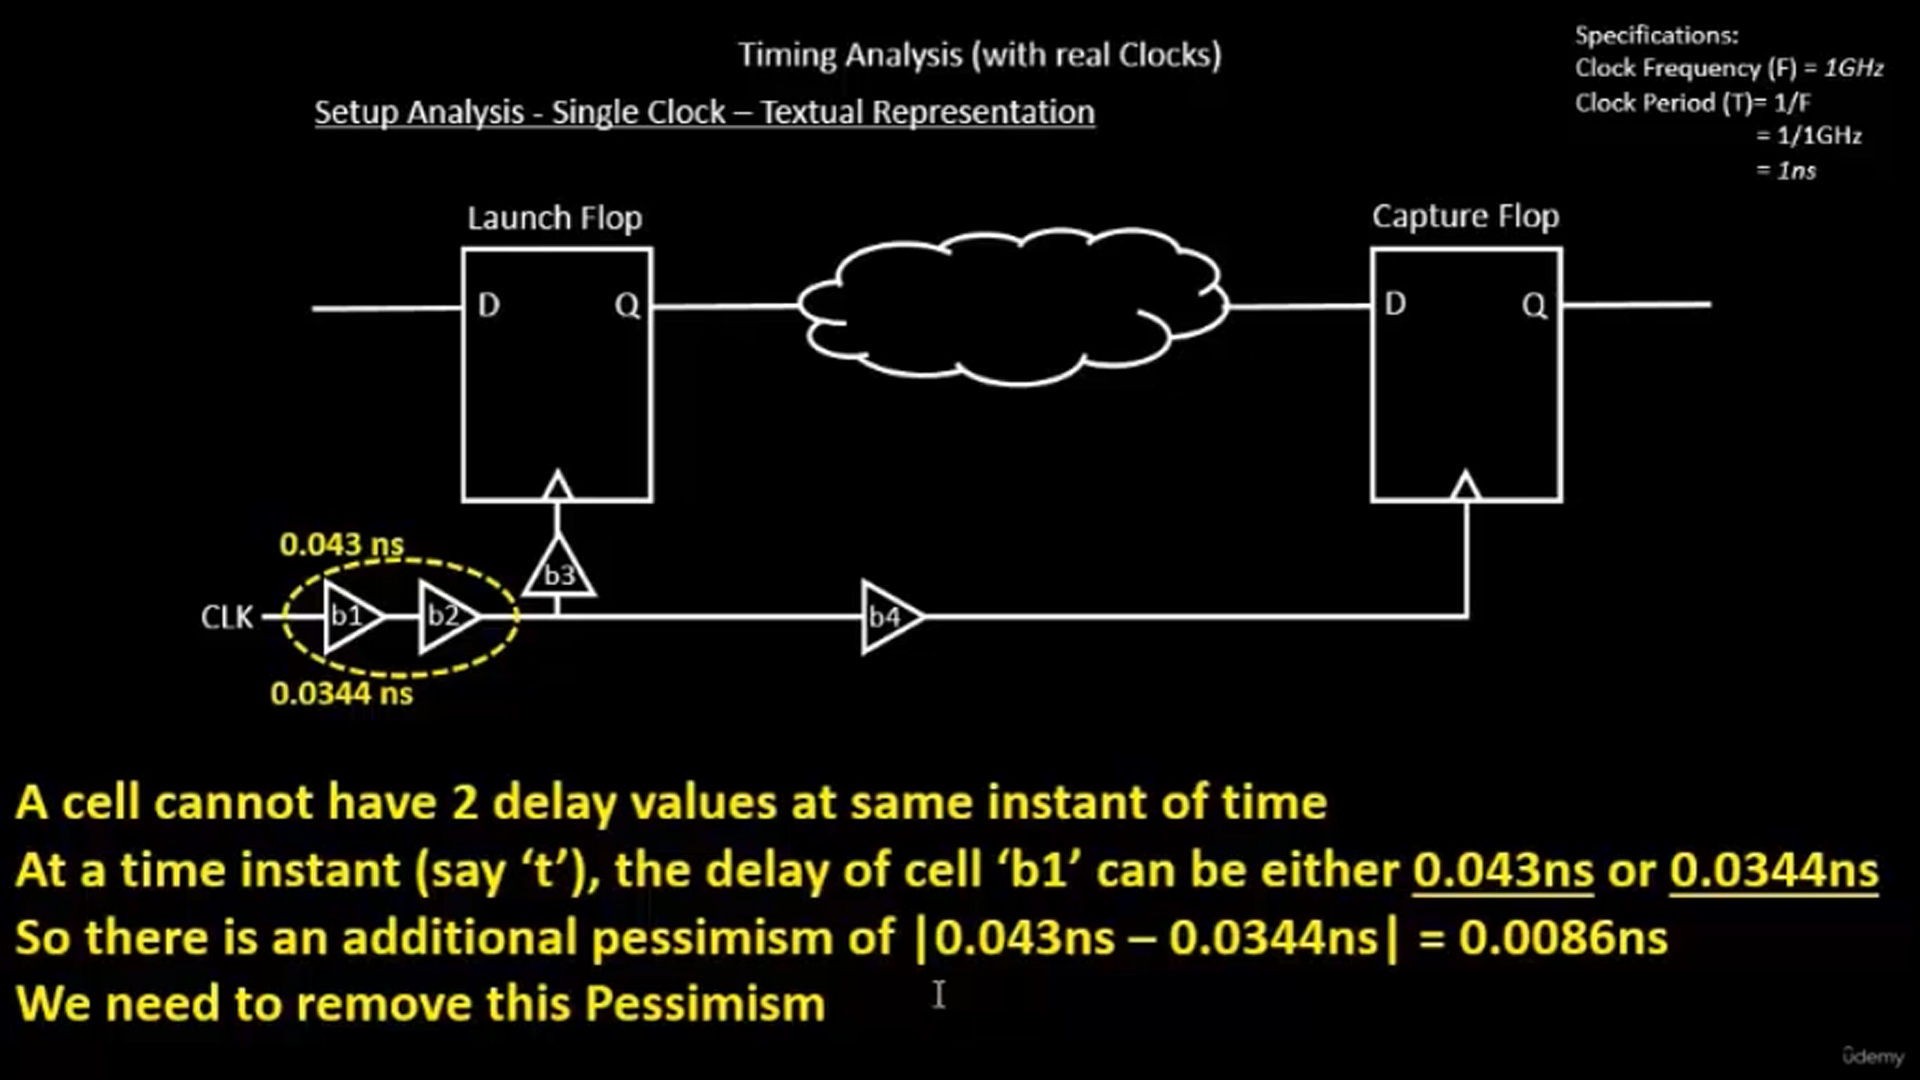 Timing Analysis (with real Clocks)
Setup Analysis - Single Clock – Textual Representation
Specifications:
Clock Frequency (F) = 1GHz
Clock Period (T)= 1/F
= 1/1GHz
= 1ns
Launch Flop
Capture Flop
D Q
D Q
0.043 ns
b3
CLK b1 b2 b4
0.0344 ns
A cell cannot have 2 delay values at same instant of time
At a time instant (say ‘t’), the delay of cell ‘b1’ can be either 0.043ns or 0.0344ns
So there is an additional pessimism of |0.043ns – 0.0344ns| = 0.0086ns
We need to remove this Pessimism
ûdemy